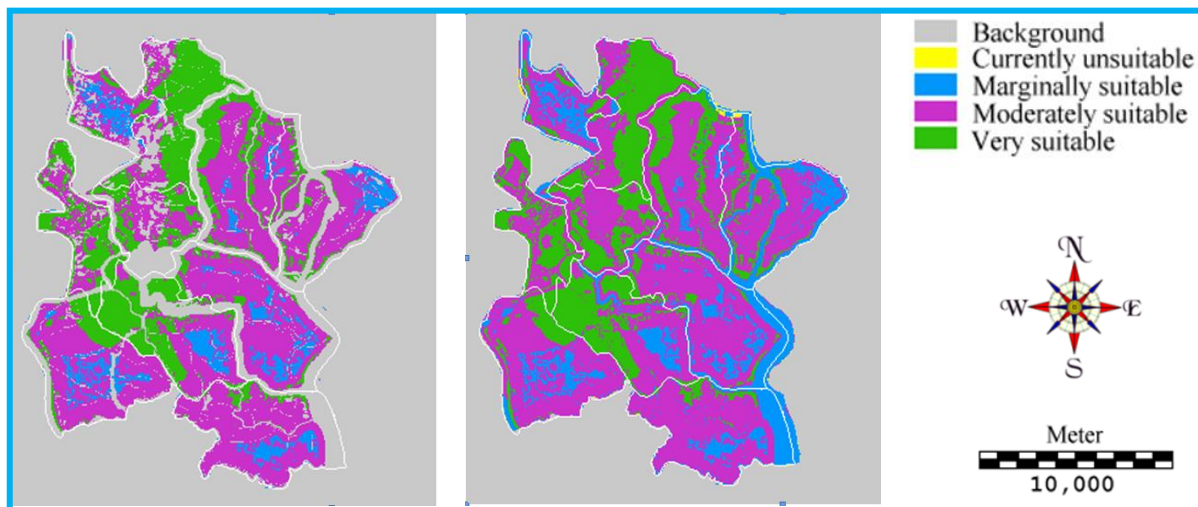 Background
Currently unsuitable
Marginally suitable
Moderately suitable
Very suitable
N
W E
S
Meter
10,000